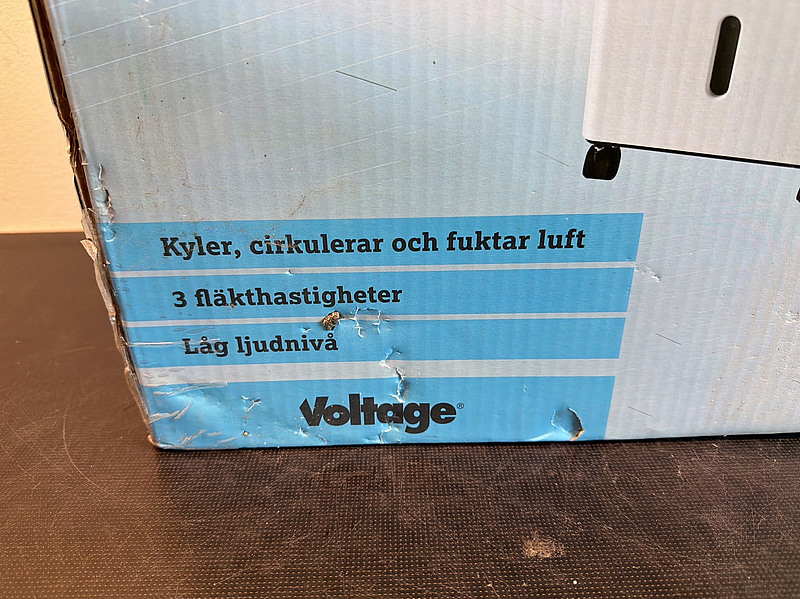 Kyler, cirkulerar och fuktar luft
3 fläkthastigheter
Låg ljudnivå
Voltage®